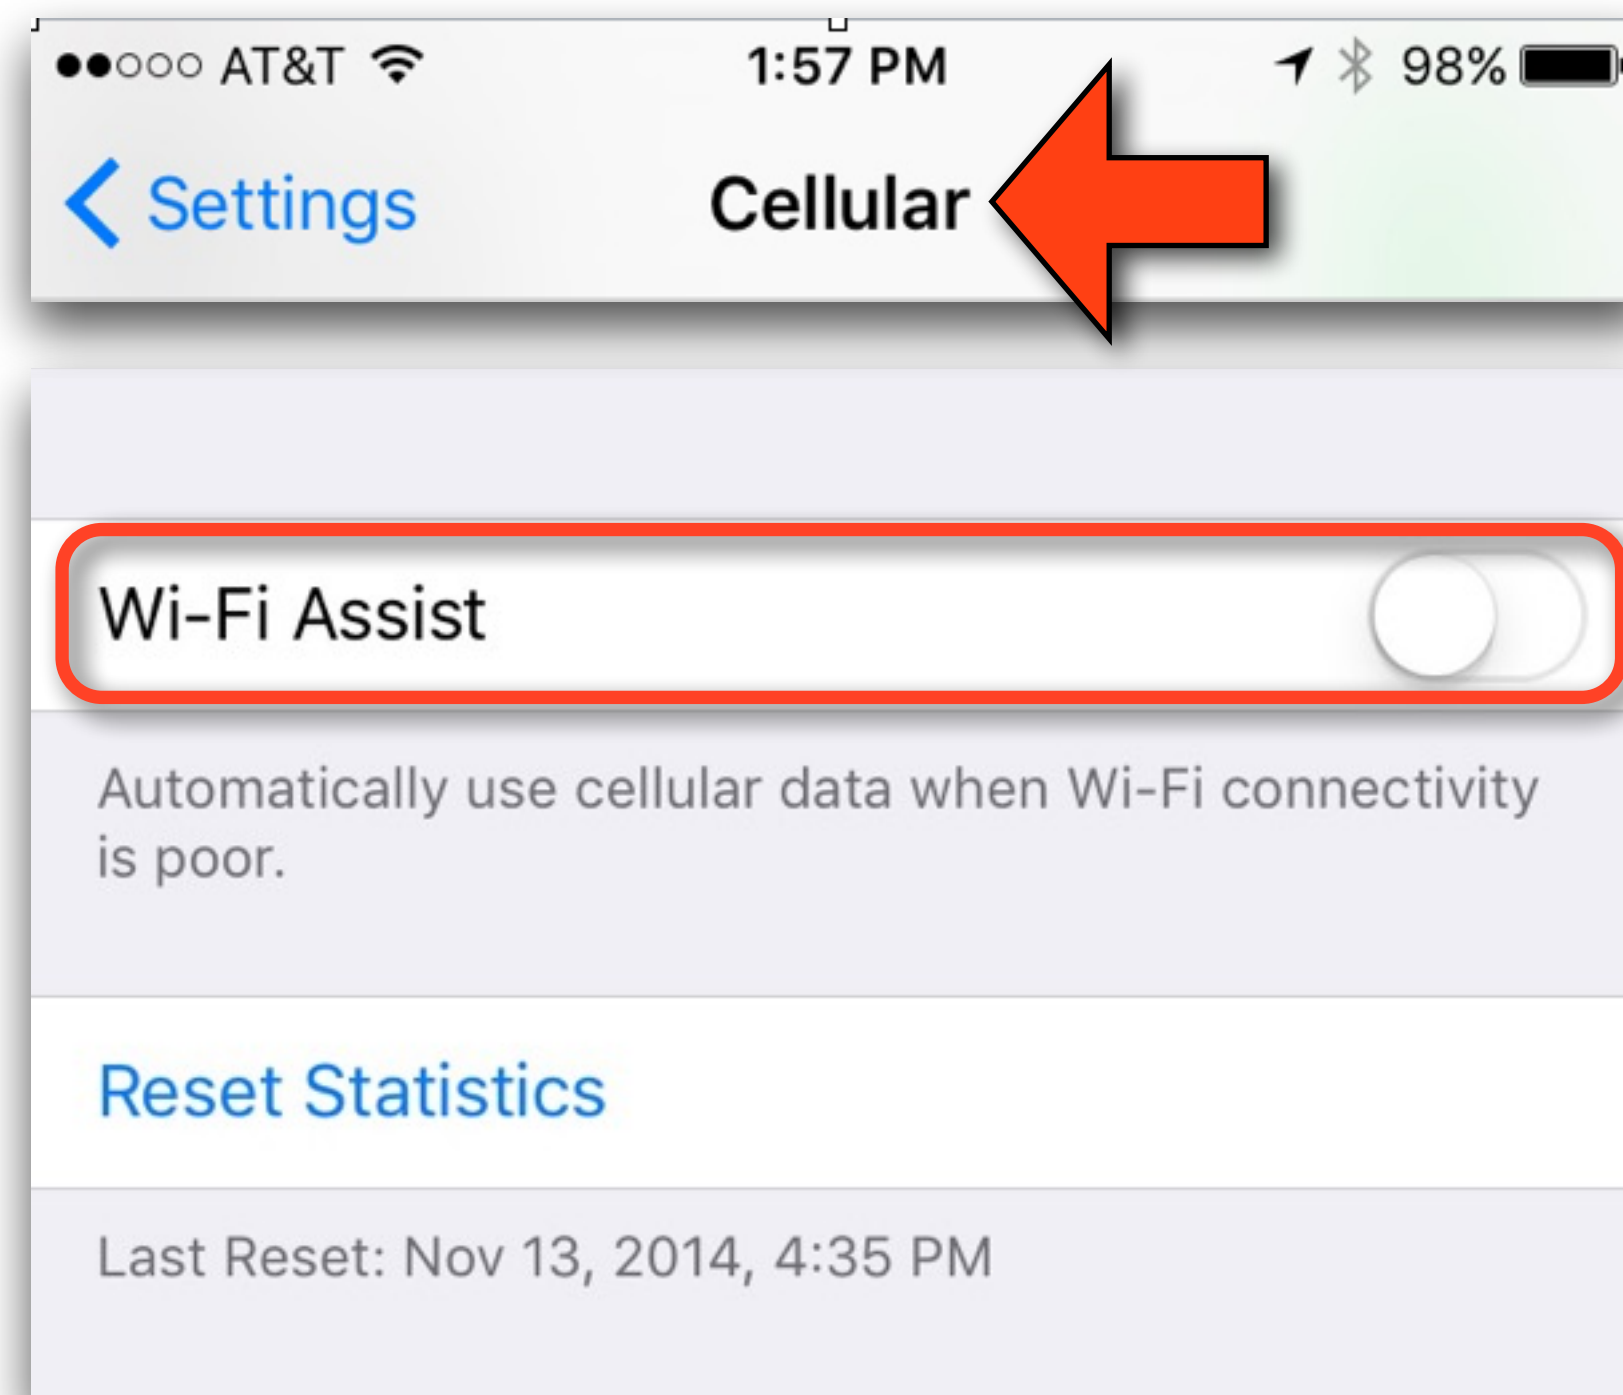 AT&T 1:57 PM 98%
Settings Cellular
Wi-Fi Assist
Automatically use cellular data when Wi-Fi connectivity
is poor.
Reset Statistics
Last Reset: Nov 13, 2014, 4:35 PM